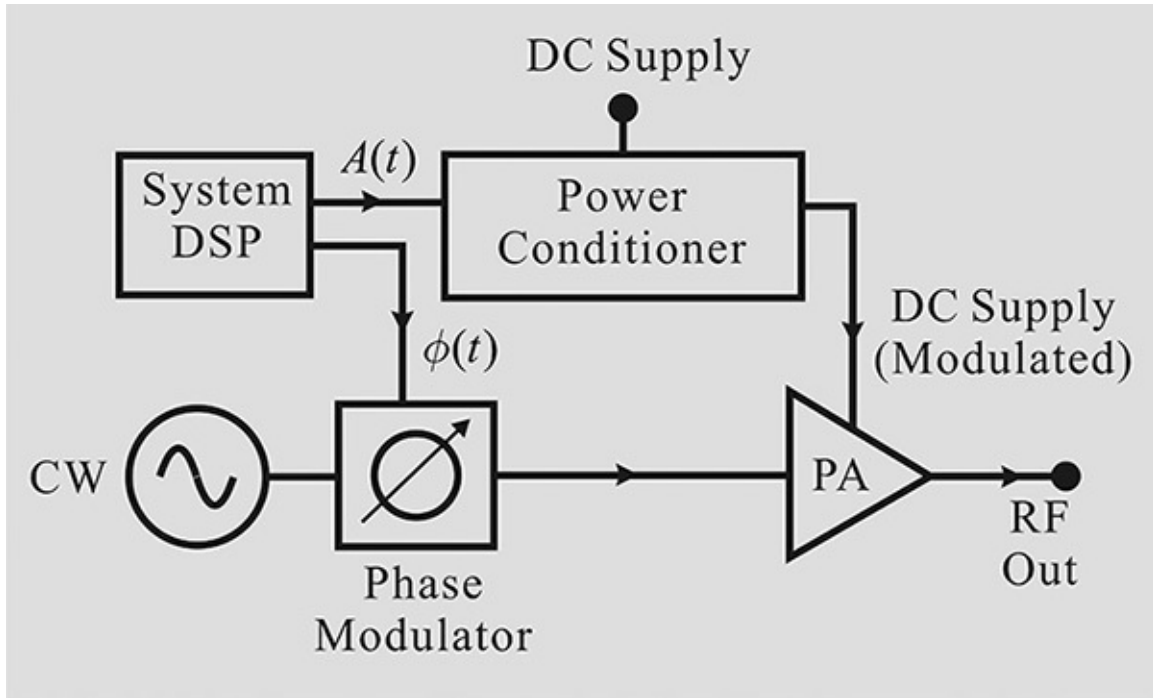 DC Supply
A(t)
System
DSP
Power
Conditioner
ϕ(t)
DC Supply
(Modulated)
CW
PA
RF
Out
Phase
Modulator